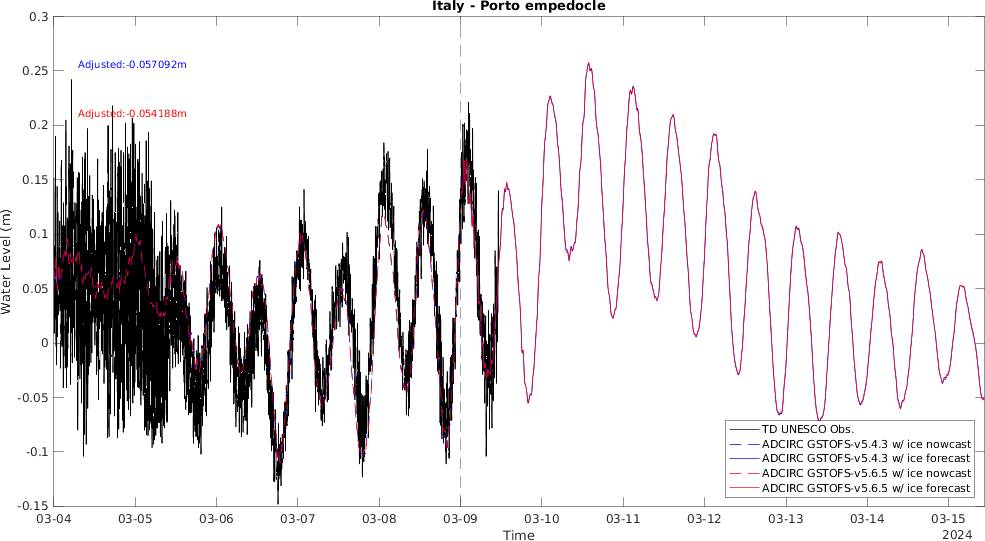 Italy - Porto empedocle
Adjusted:-0.057092m
Adjusted:-0.054188m
Water Level (m)
0.3
0.25
0.2
0.15
0.1
0.05
0
-0.05
-0.1
-0.15
TD UNESCO Obs.
ADCIRC GSTOFS-v5.4.3 w/ ice nowcast
ADCIRC GSTOFS-v5.4.3 w/ ice forecast
ADCIRC GSTOFS-v5.6.5 w/ ice nowcast
ADCIRC GSTOFS-v5.6.5 w/ ice forecast
03-04 03-05 03-06 03-07 03-08 03-09 03-10 03-11 03-12 03-13 03-14 03-15
Time
2024